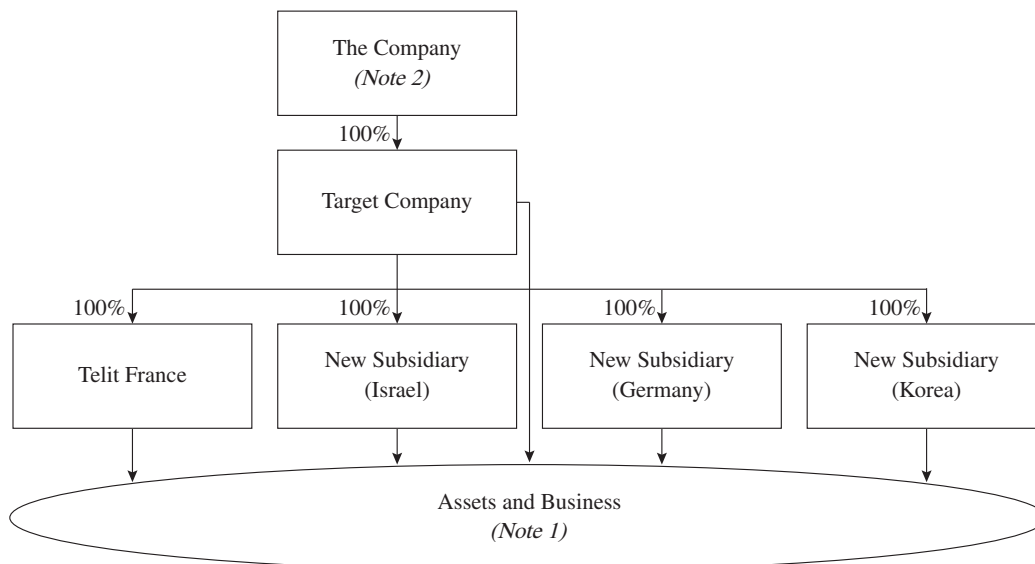 The Company
(Note 2)
100%
Target Company
100%
100%
100%
100%
Telit France
New Subsidiary
(Israel)
New Subsidiary
(Germany)
New Subsidiary
(Korea)
Assets and Business
(Note 1)